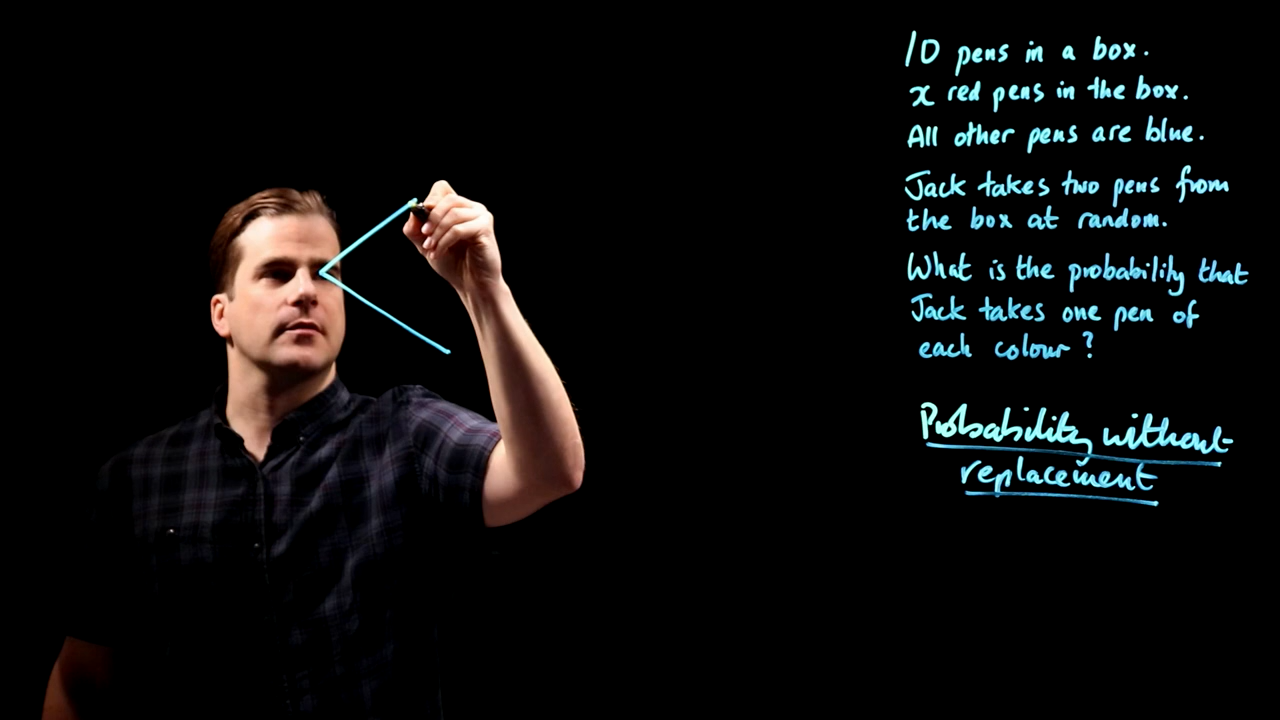 10 pens in a box.
x red pens in the box.
All other pens are blue.
Jack takes two pens from
the box at random.
What is the probability that
Jack takes one pen of
each colour?
Probability without
replacement